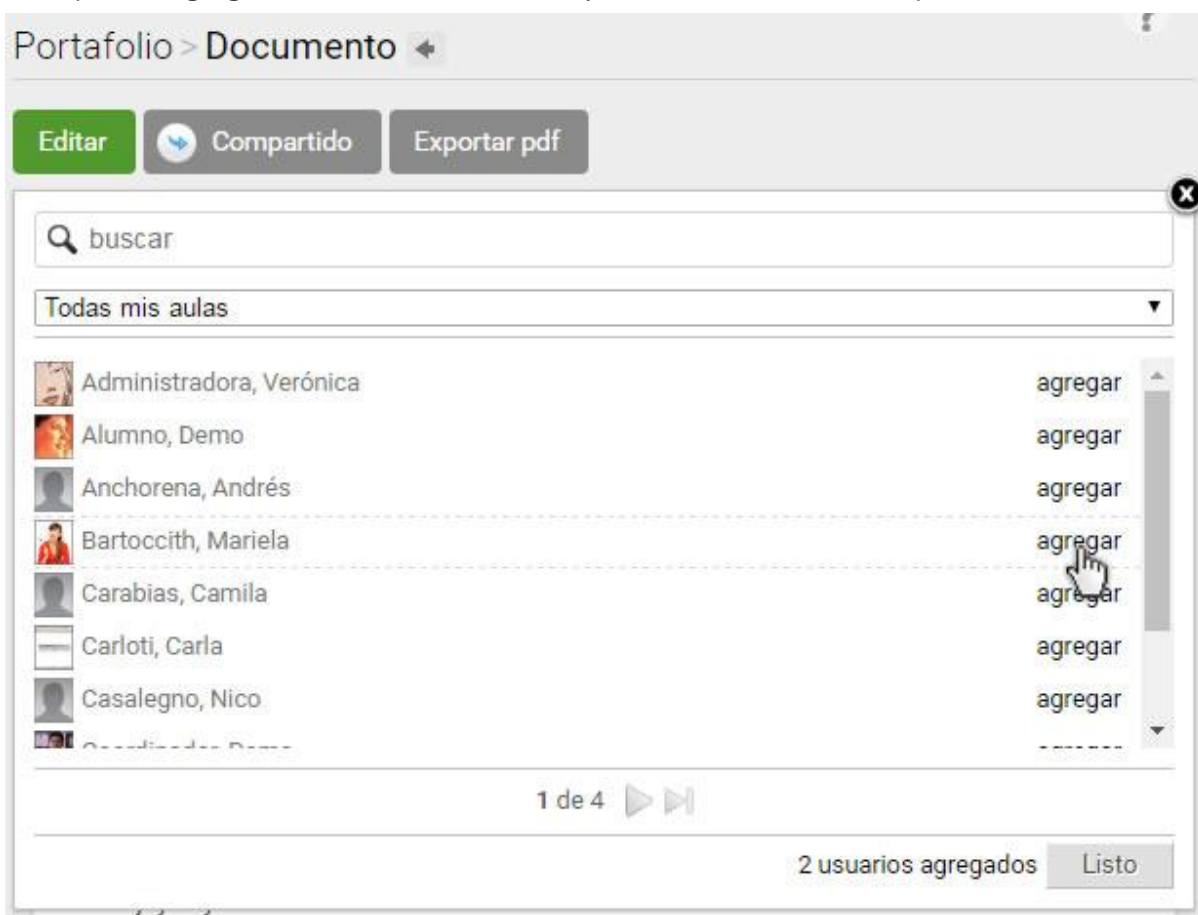 Portafolio > Documento
Editar Compartido Exportar pdf
buscar
Todas mis aulas
Administradora, Verónica agregar
Alumno, Demo agregar
Anchorena, Andrés agregar
Bartoccith, Mariela agregar
Carabias, Camila agregar
Carloti, Carla agregar
Casalegno, Nico agregar
1 de 4
2 usuarios agregados Listo